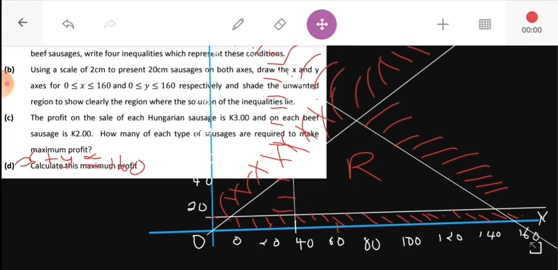 00:00
beef sausages, write four inequalities which represent these conditions.
(b) Using a scale of 2cm to present 20cm sausages on both axes, draw the x and y
axes for 0 ≤ x ≤ 160 and 0 ≤ y ≤ 160 respectively and shade the unwanted
region to show clearly the region where the solution of the inequalities lie.
(c) The profit on the sale of each Hungarian sausage is K3.00 and on each beef
sausage is K2.00. How many of each type of sausages are required to make
maximum profit?
(d) Calculate this maximum profit
x + y ≤ 160
R
40
20
X
0 0 20 40 60 80 100 120 140 160